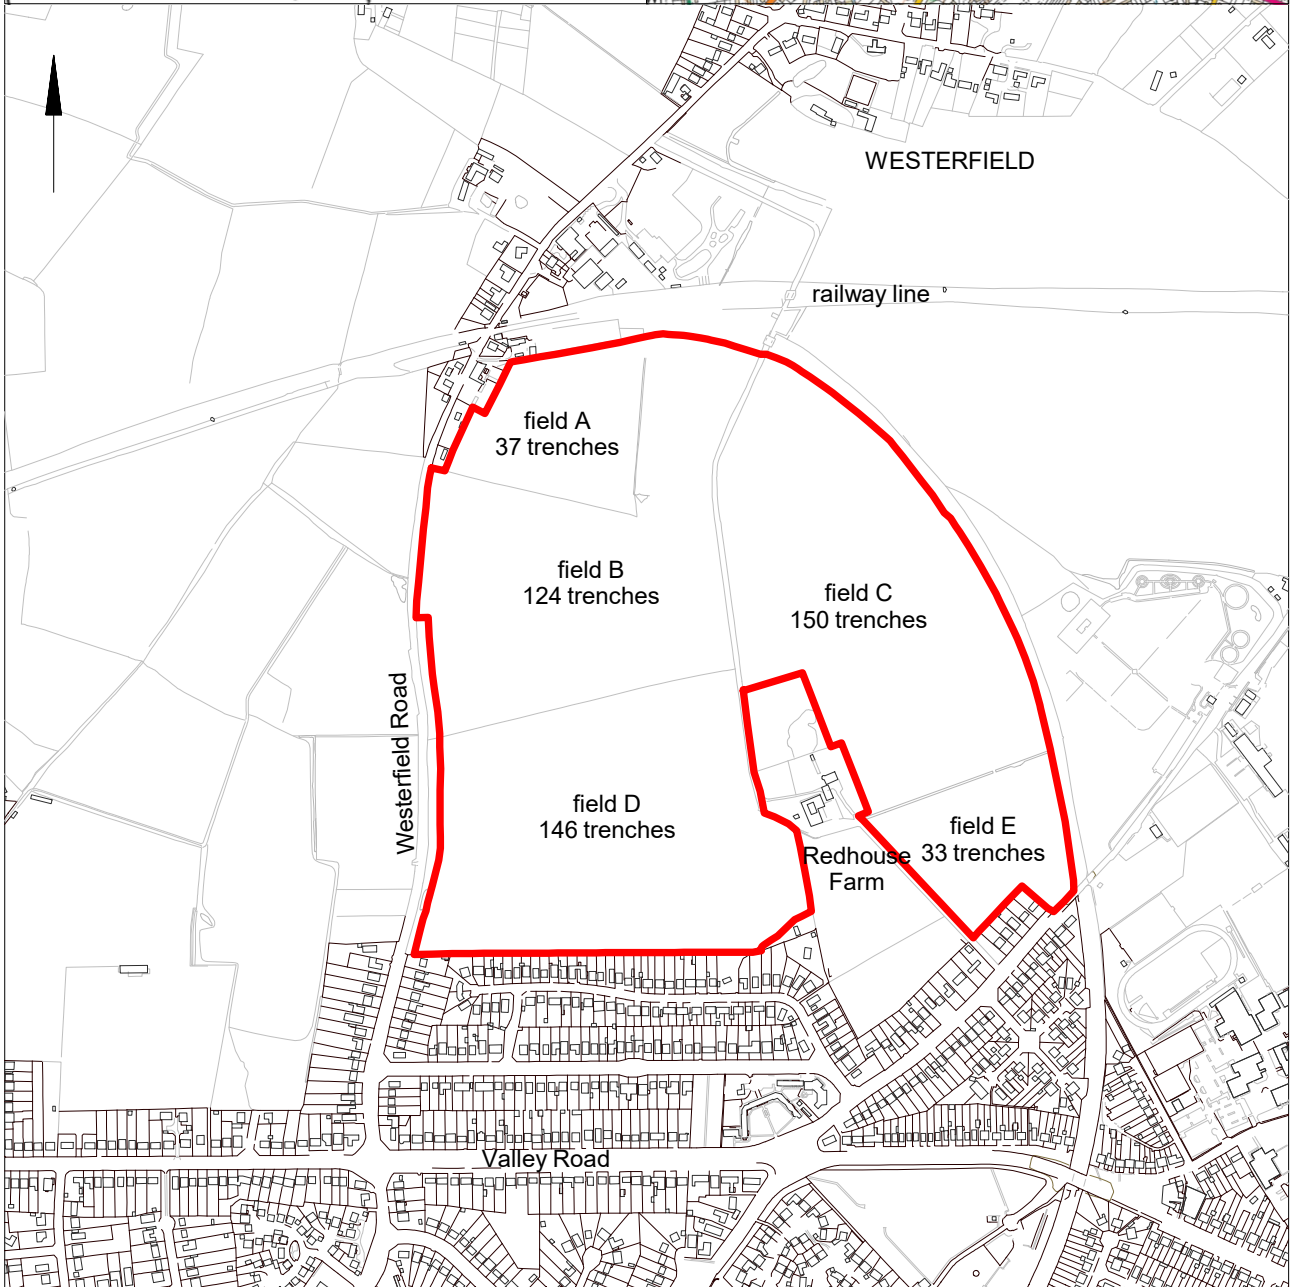 WESTERFIELD
railway line
field A
37 trenches
field B
124 trenches
field C
150 trenches
Westerfield Road
field D
146 trenches
field E
33 trenches
Redhouse
Farm
Valley Road